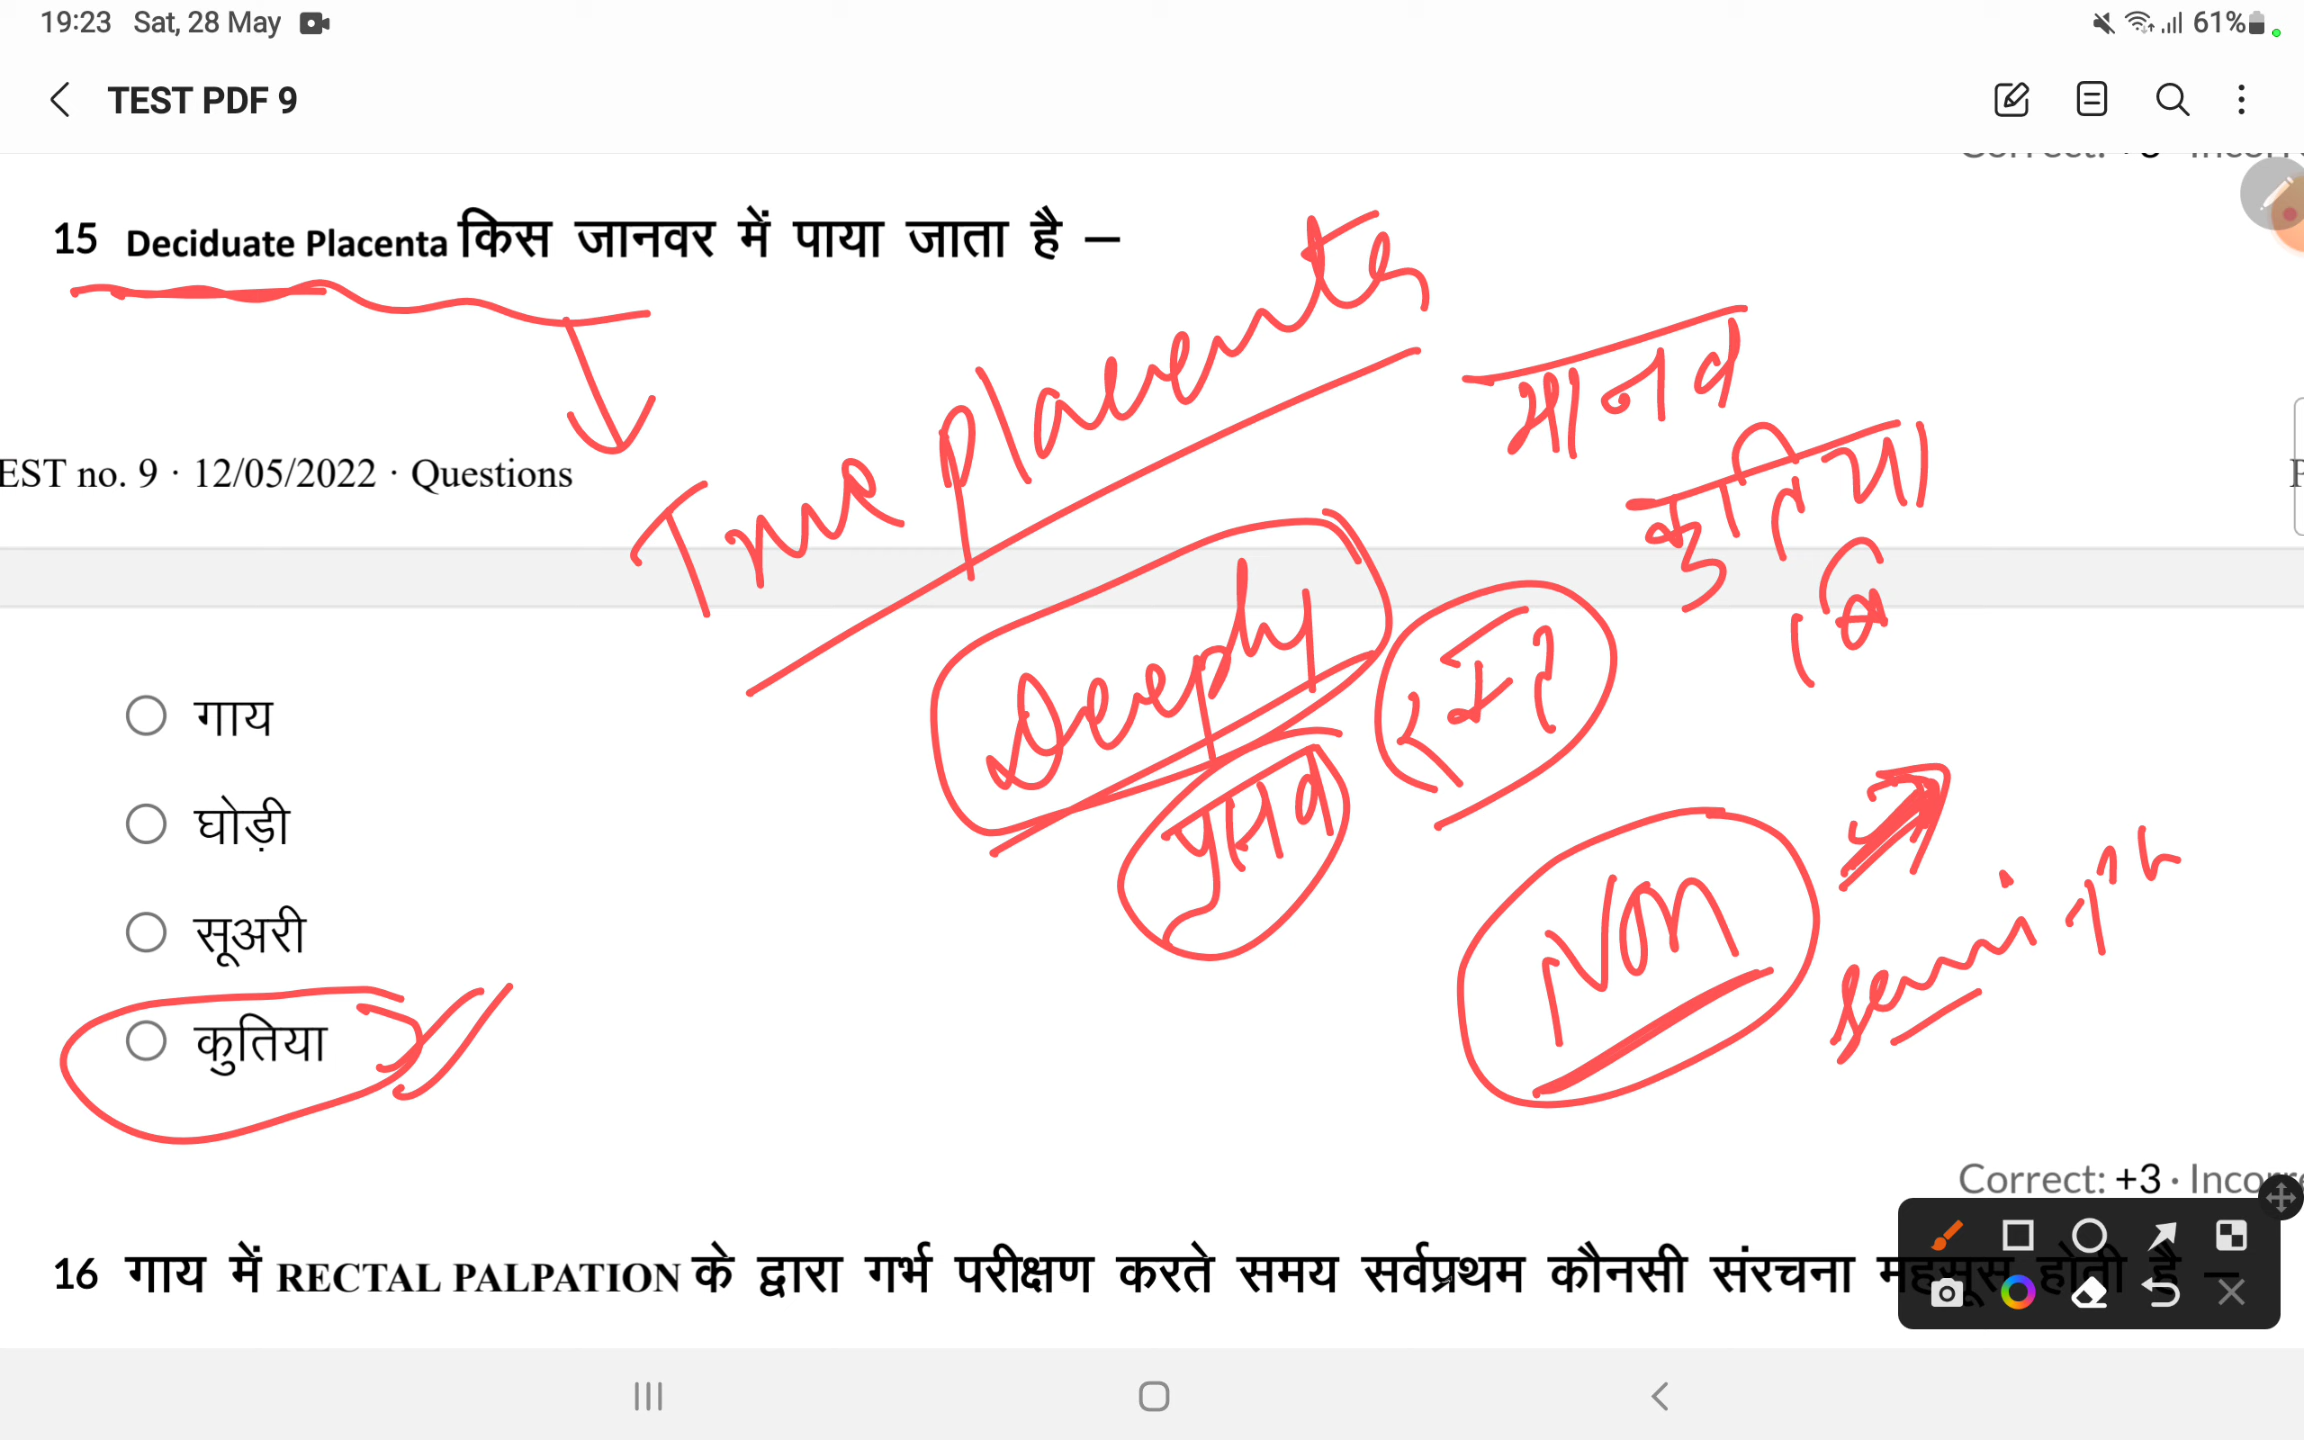 19:23 Sat, 28 May 61%
TEST PDF 9
15 Deciduate Placenta किस जानवर में पाया जाता है –
True placenta
मानव
कुतिया
EST no. 9 · 12/05/2022 · Questions
Deeply
प्रसव
गाय
घोड़ी
Non
सूअरी
semi
कुतिया
Correct: +3 ·
16 गाय में RECTAL PALPATION के द्वारा गर्भ परीक्षण करते समय सर्वप्रथम कौनसी संरचना महसूस होती है –